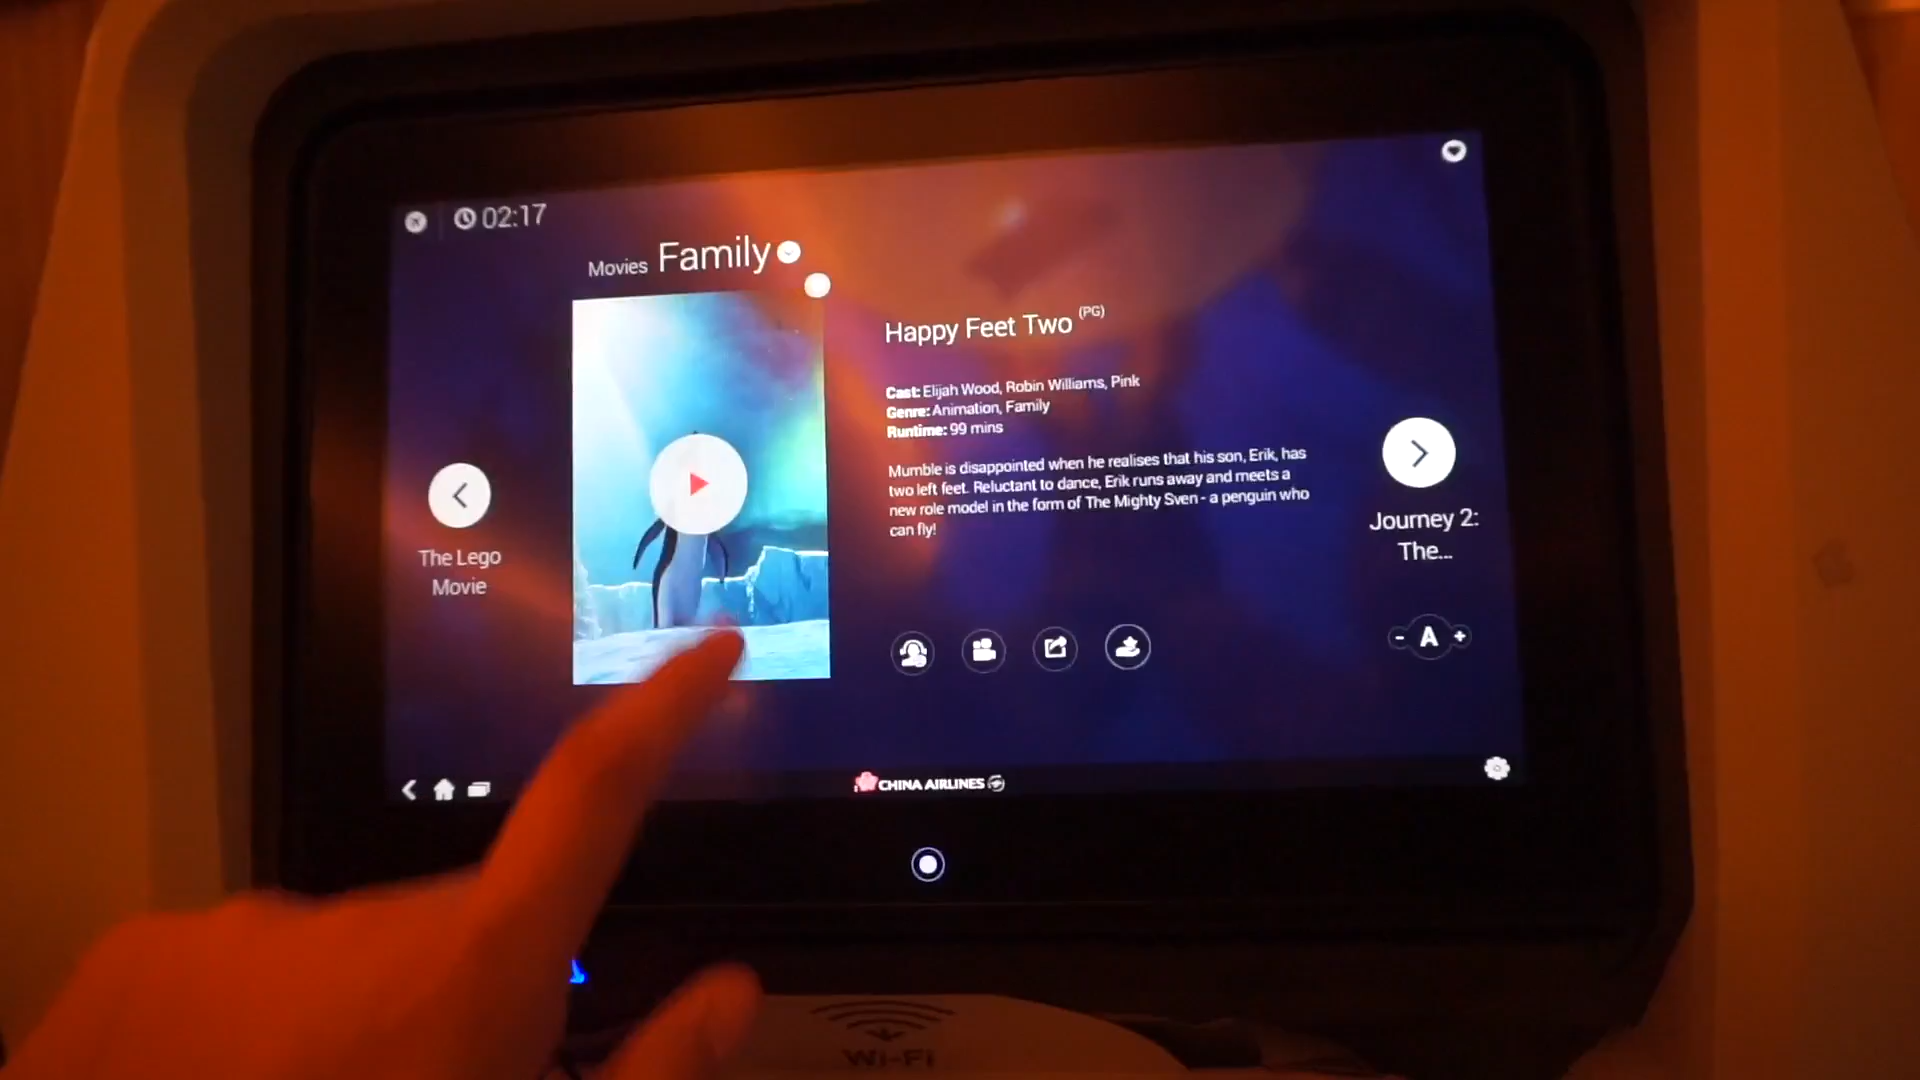 02:17
Movies Family
Happy Feet Two (PG)
Cast: Elijah Wood, Robin Williams, Pink
Genre: Animation, Family
Runtime: 99 mins
Mumble is disappointed when he realises that his son, Erik, has
two left feet. Reluctant to dance, Erik runs away and meets a
new role model in the form of The Mighty Sven - a penguin who
can fly!
The Lego
Movie
Journey 2:
The...
- A +
CHINA AIRLINES
Wi-Fi